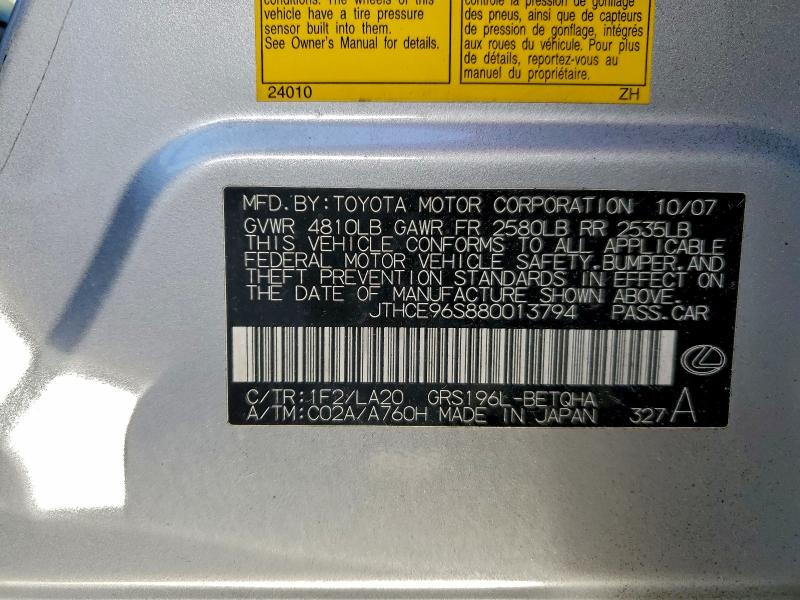 conditions. The wheels of this
vehicle have a tire pressure
sensor built into them.
See Owner's Manual for details.
contrôle la pression de gonflage
des pneus, ainsi que de capteurs
de pression de gonflage, intégrés
aux roues du véhicule. Pour plus
de détails, reportez-vous au
manuel du propriétaire.
24010
ZH
MFD.BY:TOYOTA MOTOR CORPORATION 10/07
GVWR 4810LB GAWR FR 2580LB RR 2535LB
THIS VEHICLE CONFORMS TO ALL APPLICABLE
FEDERAL MOTOR VEHICLE SAFETY,BUMPER,AND
THEFT PREVENTION STANDARDS IN EFFECT ON
THE DATE OF MANUFACTURE SHOWN ABOVE.
JTHCE96S880013794 PASS.CAR
C/TR:1F2/LA20 GRS196L-BETQHA
A/TM:C02A/A760H MADE IN JAPAN 327A